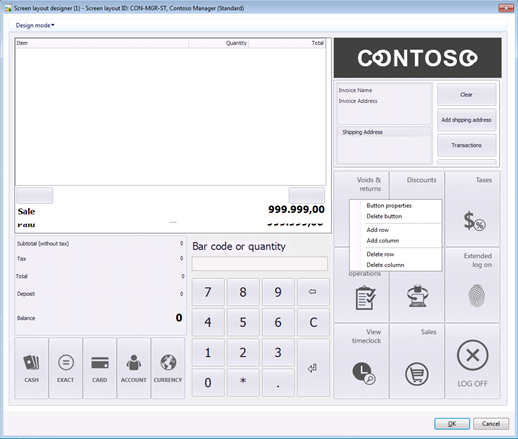 Screen layout designer (1) - Screen layout ID: CON-MGR-ST, Contoso Manager (Standard)
Design mode
Item Quantity Total
CONTOSO
Invoice Name
Invoice Address
Shipping Address
Clear
Add shipping address
Transactions
Sale 999.999,00
Paid 999.999,00
Subtotal (without tax) 0
Tax 0
Total 0
Deposit 0
Balance 0
CASH
EXACT
CARD
ACCOUNT
CURRENCY
Bar code or quantity
7 8 9
4 5 6 C
1 2 3
0 * .
Voids &
returns
Discounts
Taxes
Button properties
Delete button
Add row
Add column
Delete row
Delete column
operations
Extended
log on
View
timeclock
Sales
LOG OFF
OK
Cancel